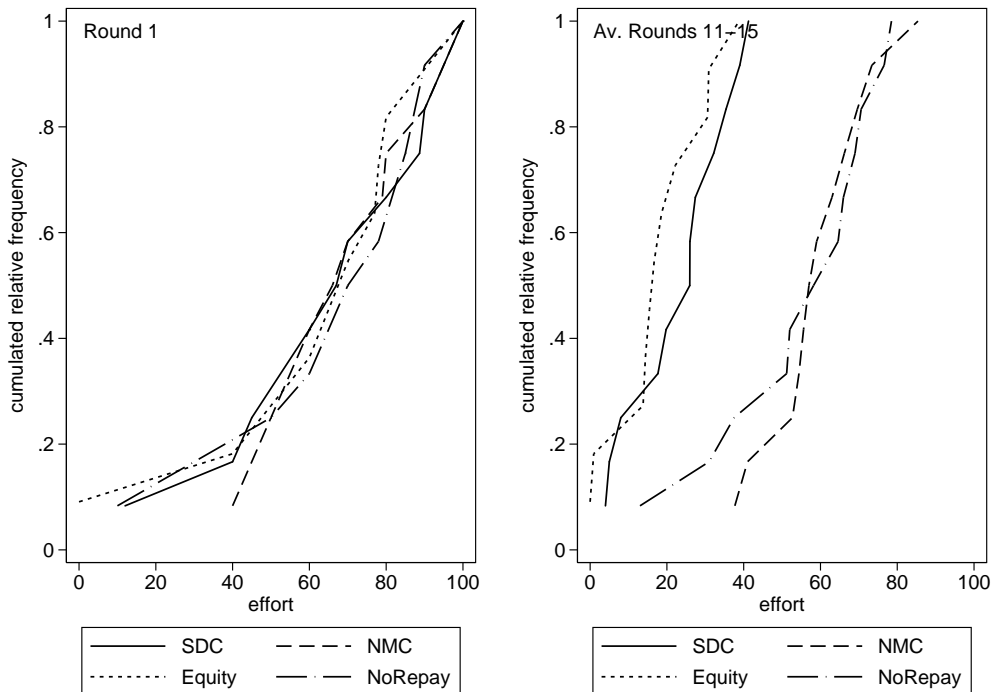 Round 1
cumulated relative frequency
1
.8
.6
.4
.2
0
0 20 40 60 80 100
effort
SDC NMC
Equity NoRepay
Av. Rounds 11−15
cumulated relative frequency
1
.8
.6
.4
.2
0
0 20 40 60 80 100
effort
SDC NMC
Equity NoRepay